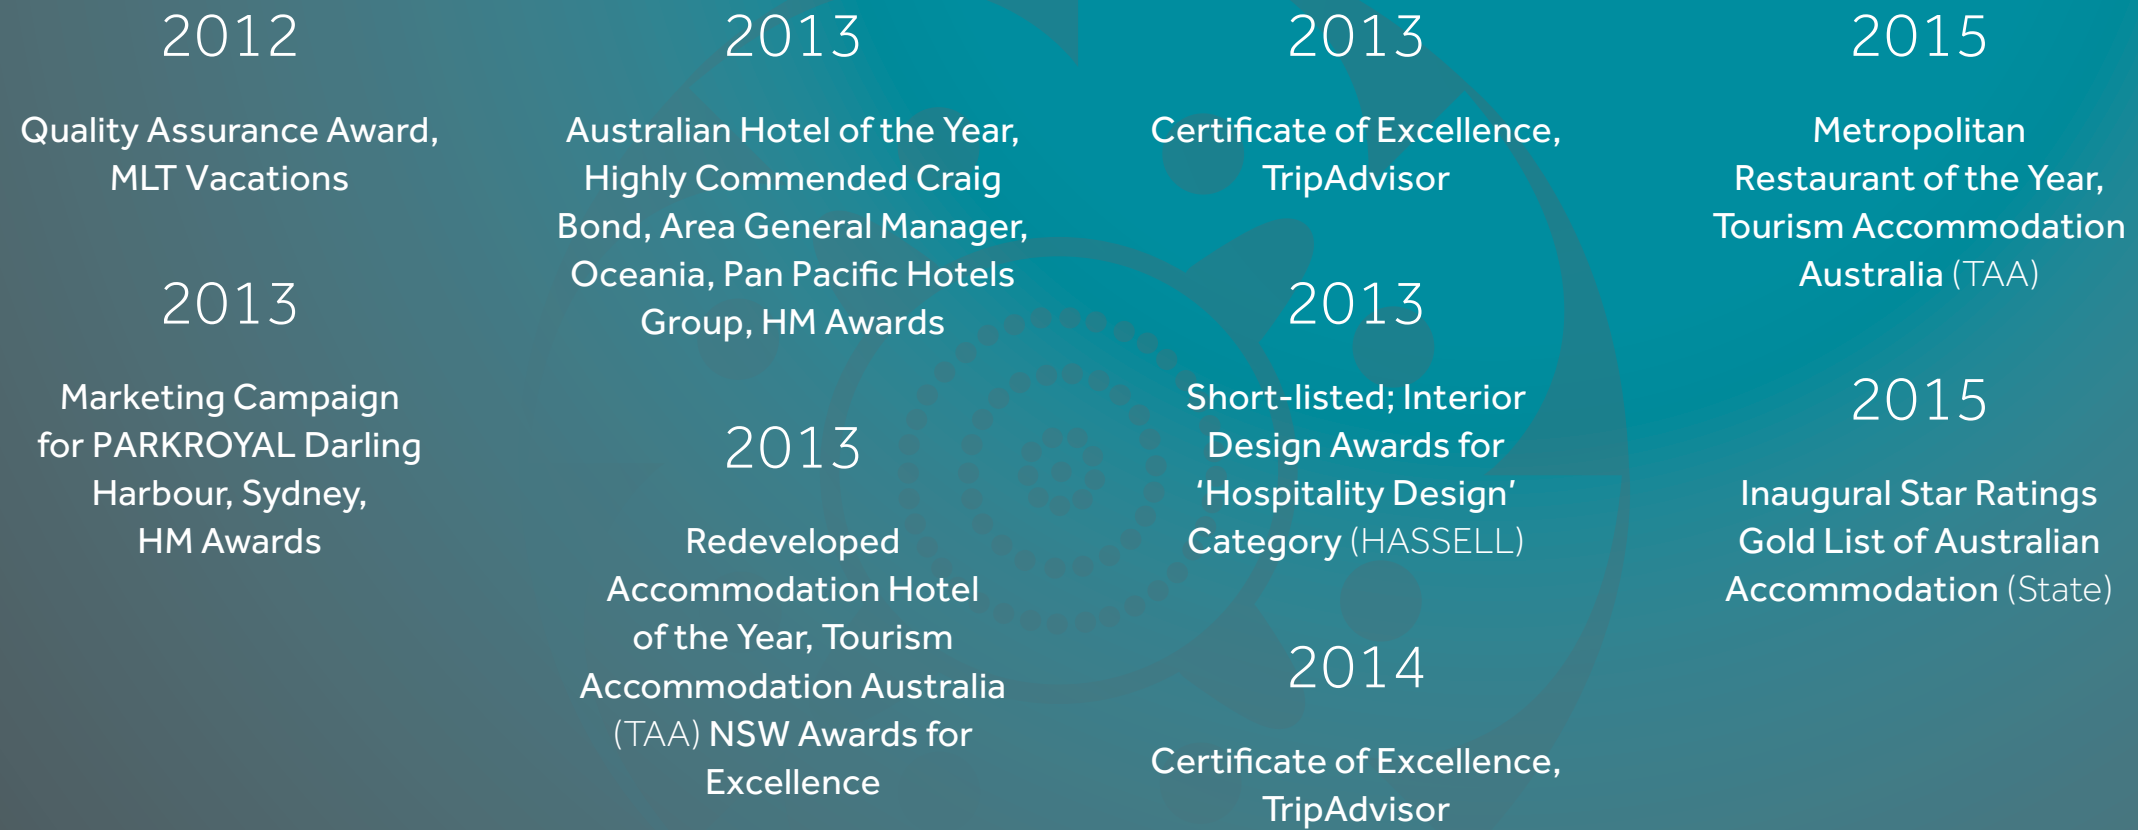 2012
Quality Assurance Award,
MLT Vacations
2013
Marketing Campaign
for PARKROYAL Darling
Harbour, Sydney,
HM Awards
2013
Australian Hotel of the Year,
Highly Commended Craig
Bond, Area General Manager,
Oceania, Pan Pacific Hotels
Group, HM Awards
2013
Redeveloped
Accommodation Hotel
of the Year, Tourism
Accommodation Australia
(TAA) NSW Awards for
Excellence
2013
Certificate of Excellence,
TripAdvisor
2013
Short-listed; Interior
Design Awards for
‘Hospitality Design’
Category (HASSELL)
2014
Certificate of Excellence,
TripAdvisor
2015
Metropolitan
Restaurant of the Year,
Tourism Accommodation
Australia (TAA)
2015
Inaugural Star Ratings
Gold List of Australian
Accommodation (State)